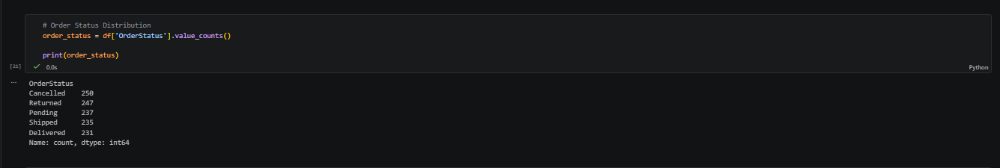 # Order Status Distribution
order_status = df['OrderStatus'].value_counts()
print(order_status)
[21]
0.0s
Python
...
OrderStatus
Cancelled    250
Returned     247
Pending      237
Shipped      235
Delivered    231
Name: count, dtype: int64